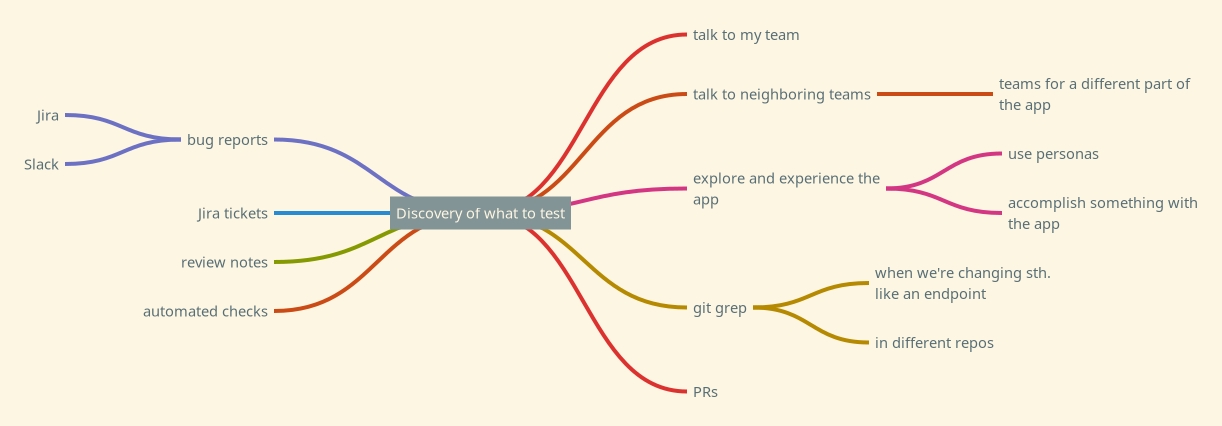 Discovery of what to test
talk to my team
talk to neighboring teams
teams for a different part of
the app
explore and experience the
app
use personas
accomplish something with
the app
git grep
when we're changing sth.
like an endpoint
in different repos
PRs
bug reports
Jira
Slack
Jira tickets
review notes
automated checks